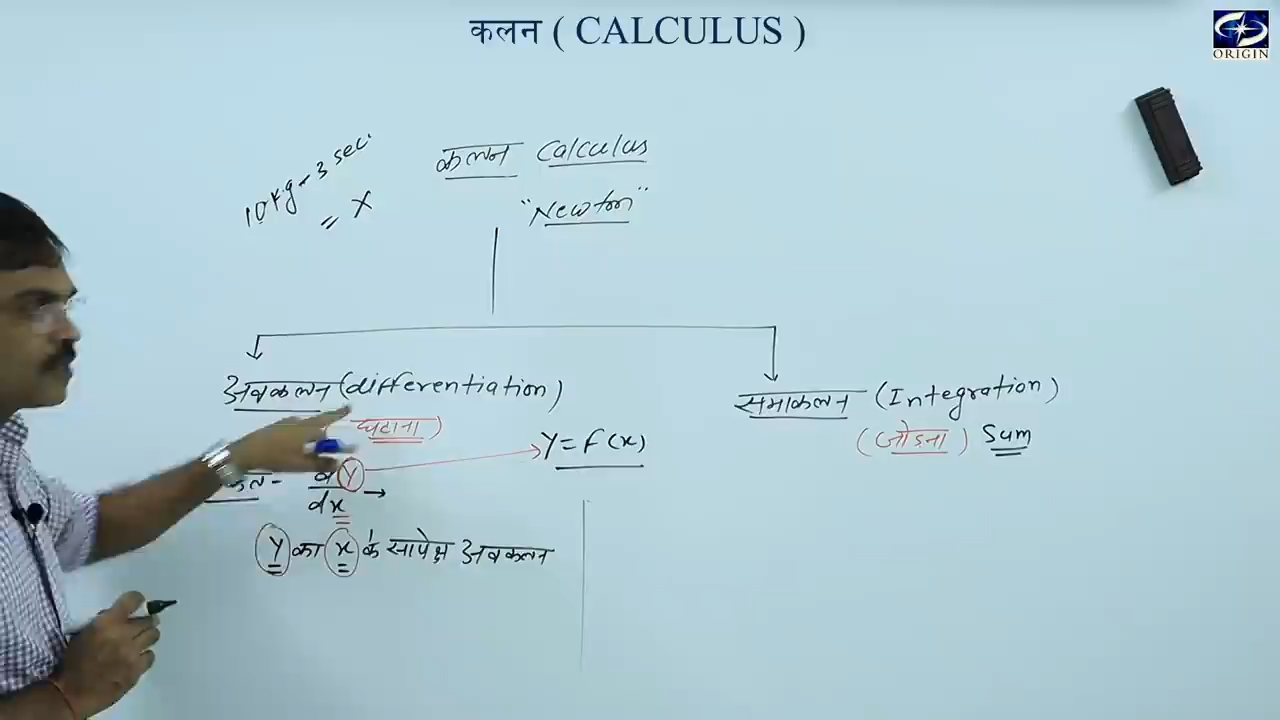 कलन ( CALCULUS )
ORIGIN
10kg - 3 sec.
= X
कलन Calculus
"Newton"
अवकलन (differentiation)
घटाना)
समाकलन (Integration)
(जोडना) Sum
y = f(x)
dy
dx →
y का x के सापेक्ष अवकलन